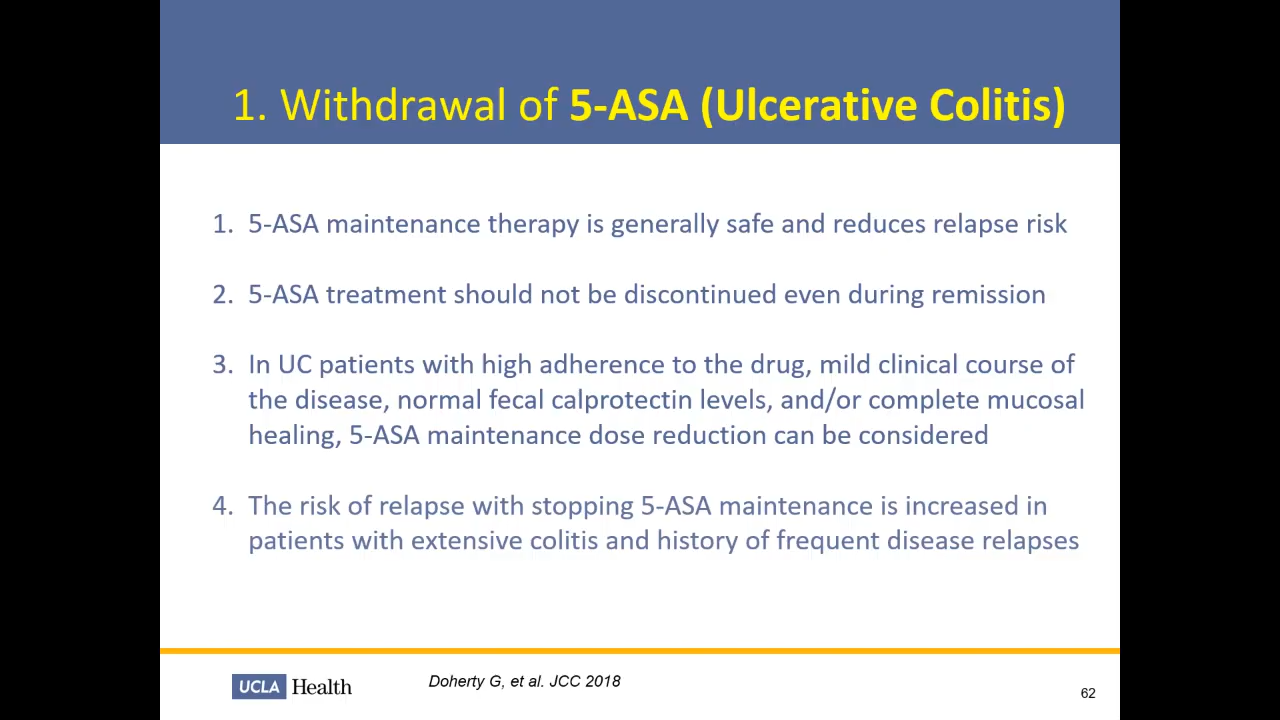 1. Withdrawal of 5-ASA (Ulcerative Colitis)
1. 5-ASA maintenance therapy is generally safe and reduces relapse risk
2. 5-ASA treatment should not be discontinued even during remission
3. In UC patients with high adherence to the drug, mild clinical course of
the disease, normal fecal calprotectin levels, and/or complete mucosal
healing, 5-ASA maintenance dose reduction can be considered
4. The risk of relapse with stopping 5-ASA maintenance is increased in
patients with extensive colitis and history of frequent disease relapses
UCLA Health
Doherty G, et al. JCC 2018
62